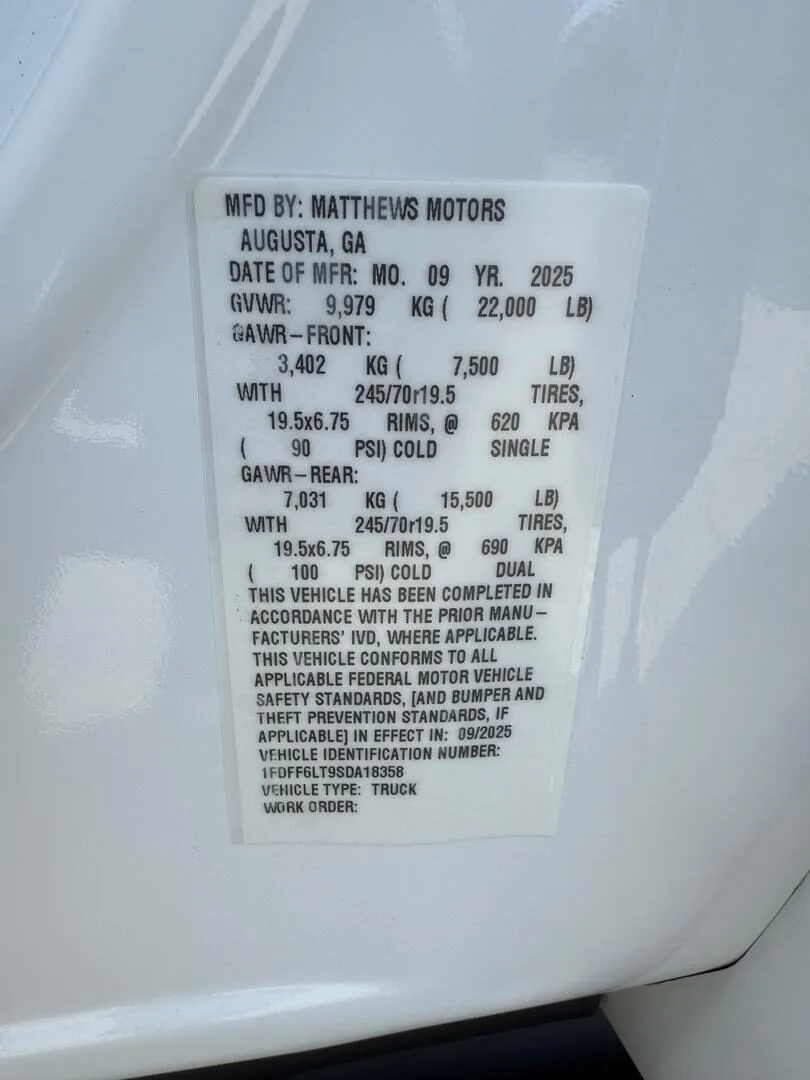 MFD BY: MATTHEWS MOTORS
AUGUSTA, GA
DATE OF MFR: MO. 09 YR. 2025
GVWR: 9,979 KG ( 22,000 LB)
GAWR-FRONT:
3,402 KG ( 7,500 LB)
WITH 245/70r19.5 TIRES,
19.5x6.75 RIMS, @ 620 KPA
( 90 PSI) COLD SINGLE
GAWR-REAR:
7,031 KG ( 15,500 LB)
WITH 245/70r19.5 TIRES,
19.5x6.75 RIMS, @ 690 KPA
( 100 PSI) COLD DUAL
THIS VEHICLE HAS BEEN COMPLETED IN
ACCORDANCE WITH THE PRIOR MANU-
FACTURERS' IVD, WHERE APPLICABLE.
THIS VEHICLE CONFORMS TO ALL
APPLICABLE FEDERAL MOTOR VEHICLE
SAFETY STANDARDS, [AND BUMPER AND
THEFT PREVENTION STANDARDS, IF
APPLICABLE] IN EFFECT IN: 09/2025
VEHICLE IDENTIFICATION NUMBER:
1FDFF6LT9SDA18358
VEHICLE TYPE: TRUCK
WORK ORDER: